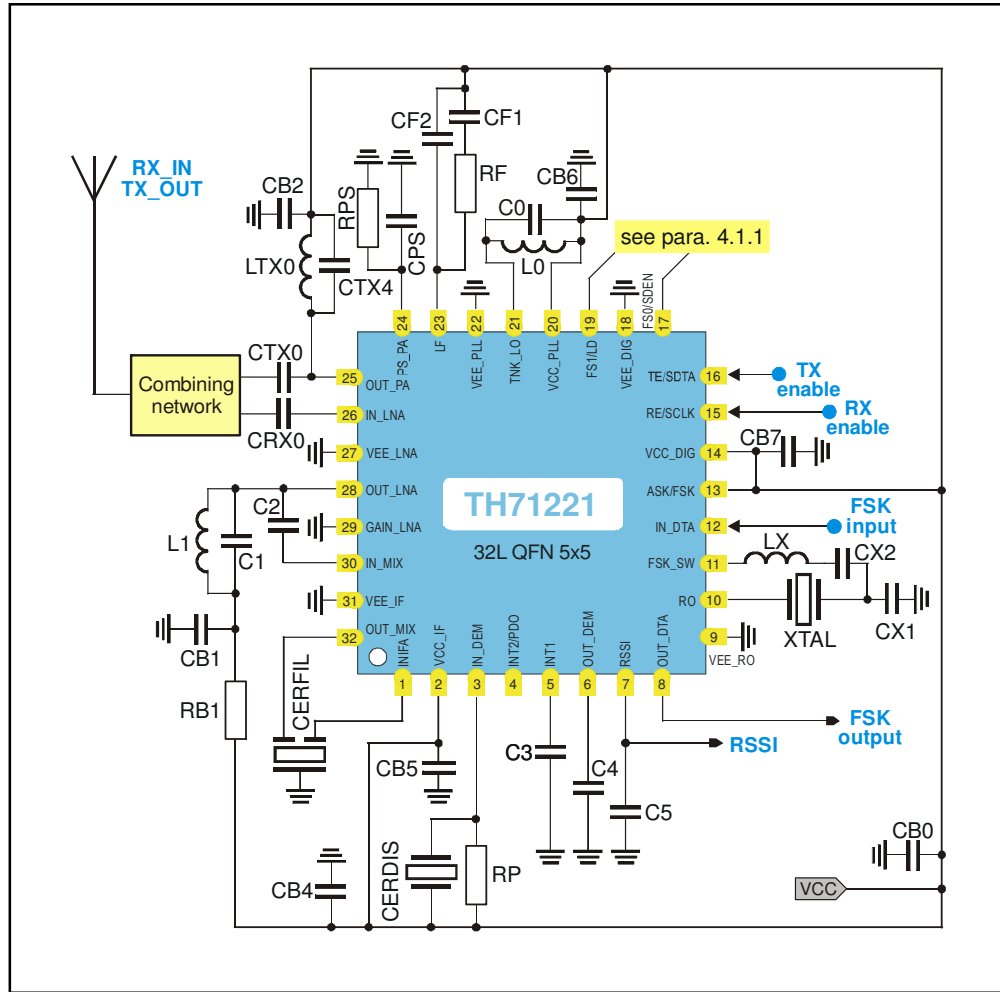 CF2
CF1
RX_IN
TX_OUT
CB2
RPS
CPS
RF
CB6
C0
L0
see para. 4.1.1
LTX0
CTX4
24
23
22
21
20
19
18
17
PS_PA
LF
VEE_PLL
TNK_LO
VCC_PLL
FS1/LD
VEE_DIG
FS0/SDEN
Combining
network
CTX0
CRX0
25
OUT_PA
26
IN_LNA
27
VEE_LNA
28
OUT_LNA
29
GAIN_LNA
30
IN_MIX
31
VEE_IF
32
OUT_MIX
TE/SDTA
16
TX
enable
RE/SCLK
15
RX
enable
VCC_DIG
14
CB7
ASK/FSK
13
IN_DTA
12
FSK
input
FSK_SW
11
LX
CX2
RO
10
XTAL
CX1
9
VEE_RO
TH71221
32L QFN 5x5
L1
C1
C2
CB1
RB1
CERFIL
INIFA
VCC_IF
IN_DEM
INT2/PDO
INT1
OUT_DEM
RSSI
OUT_DTA
1
2
3
4
5
6
7
8
FSK
output
RSSI
CB5
C3
C4
C5
CB4
CERDIS
RP
CB0
VCC